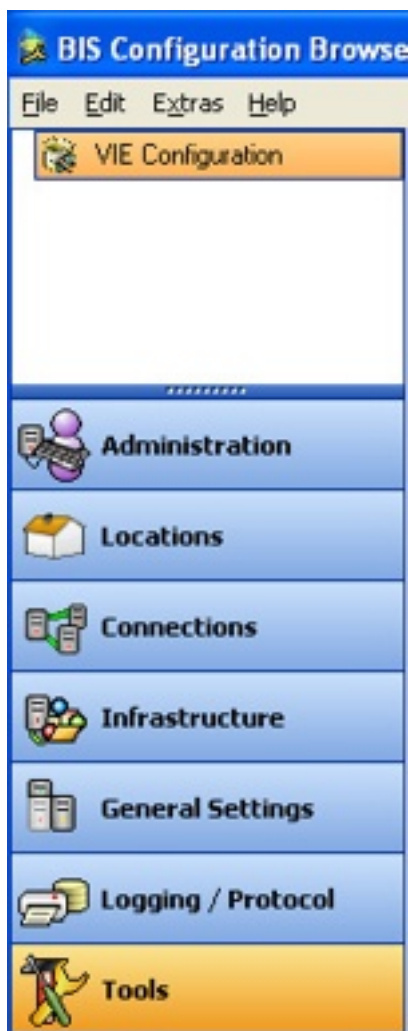 BIS Configuration Browse
File Edit Extras Help
VIE Configuration
Administration
Locations
Connections
Infrastructure
General Settings
Logging / Protocol
Tools